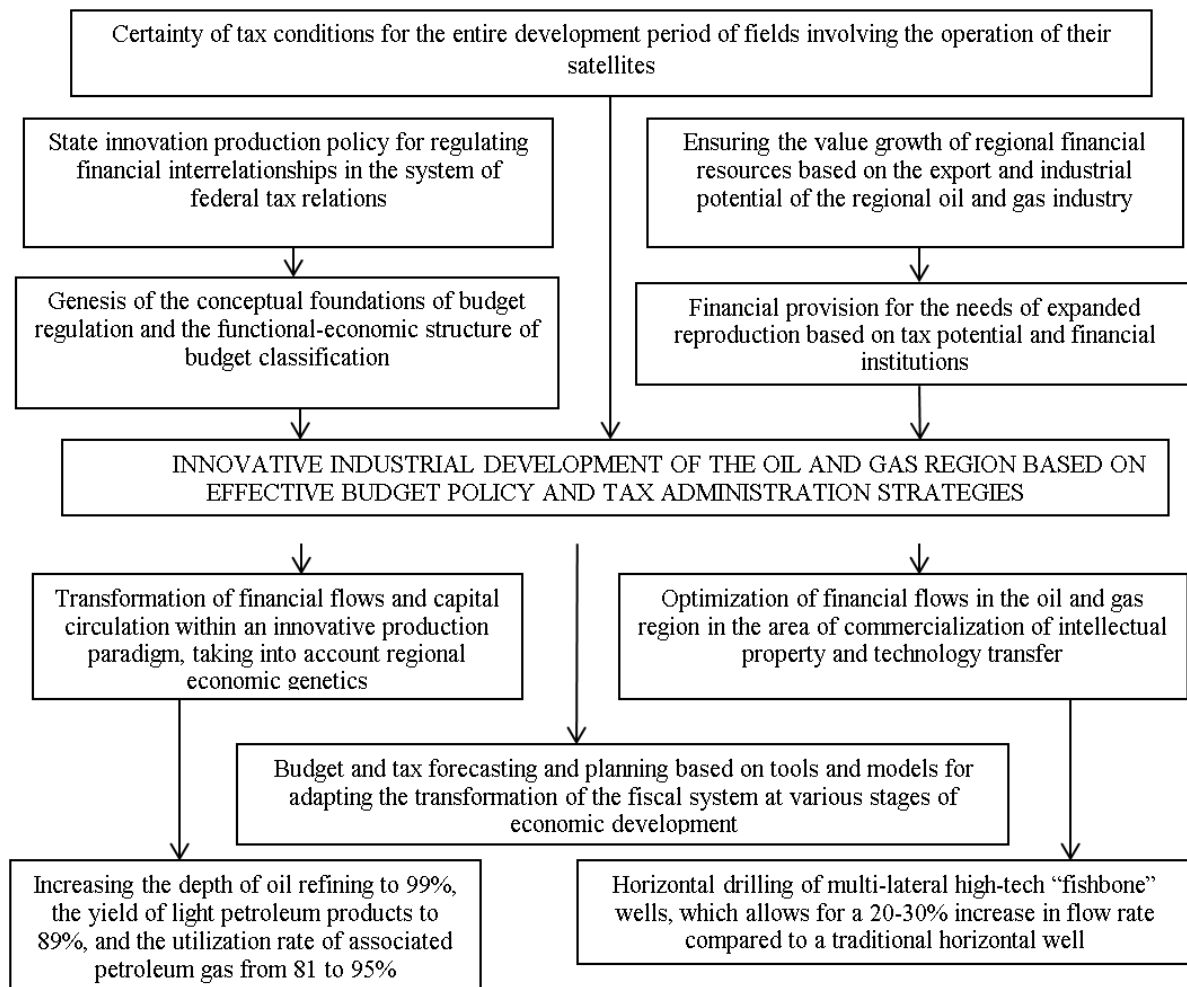 Certainty of tax conditions for the entire development period of fields involving the operation of their
satellites
State innovation production policy for regulating
financial interrelationships in the system of
federal tax relations
Ensuring the value growth of regional financial
resources based on the export and industrial
potential of the regional oil and gas industry
Genesis of the conceptual foundations of budget
regulation and the functional-economic structure of
budget classification
Financial provision for the needs of expanded
reproduction based on tax potential and financial
institutions
INNOVATIVE INDUSTRIAL DEVELOPMENT OF THE OIL AND GAS REGION BASED ON
EFFECTIVE BUDGET POLICY AND TAX ADMINISTRATION STRATEGIES
Transformation of financial flows and capital
circulation within an innovative production
paradigm, taking into account regional
economic genetics
Optimization of financial flows in the oil and gas
region in the area of commercialization of intellectual
property and technology transfer
Budget and tax forecasting and planning based on tools and models for
adapting the transformation of the fiscal system at various stages of
economic development
Increasing the depth of oil refining to 99%,
the yield of light petroleum products to
89%, and the utilization rate of associated
petroleum gas from 81 to 95%
Horizontal drilling of multi-lateral high-tech “fishbone”
wells, which allows for a 20-30% increase in flow rate
compared to a traditional horizontal well